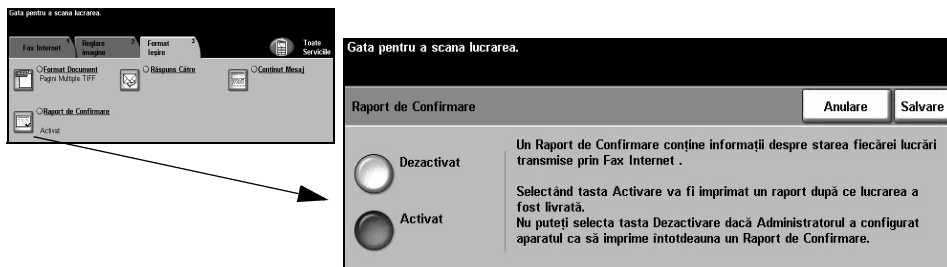 Gata pentru a scana lucrarea.
Fax Internet 1
Reglare Imagine 2
Format Ieşire 3
Toate Serviciile
Format Document
Pagini Multiple TIFF
Răspuns Către
Conţinut Mesaj
Raport de Confirmare
Activat
Gata pentru a scana lucrarea.
Raport de Confirmare
Anulare
Salvare
Dezactivat
Activat
Un Raport de Confirmare conţine informaţii despre starea fiecărei lucrări
transmise prin Fax Internet .
Selectând tasta Activare va fi imprimat un raport după ce lucrarea a
fost livrată.
Nu puteţi selecta tasta Dezactivare dacă Administratorul a configurat
aparatul ca să imprime întotdeauna un Raport de Confirmare.